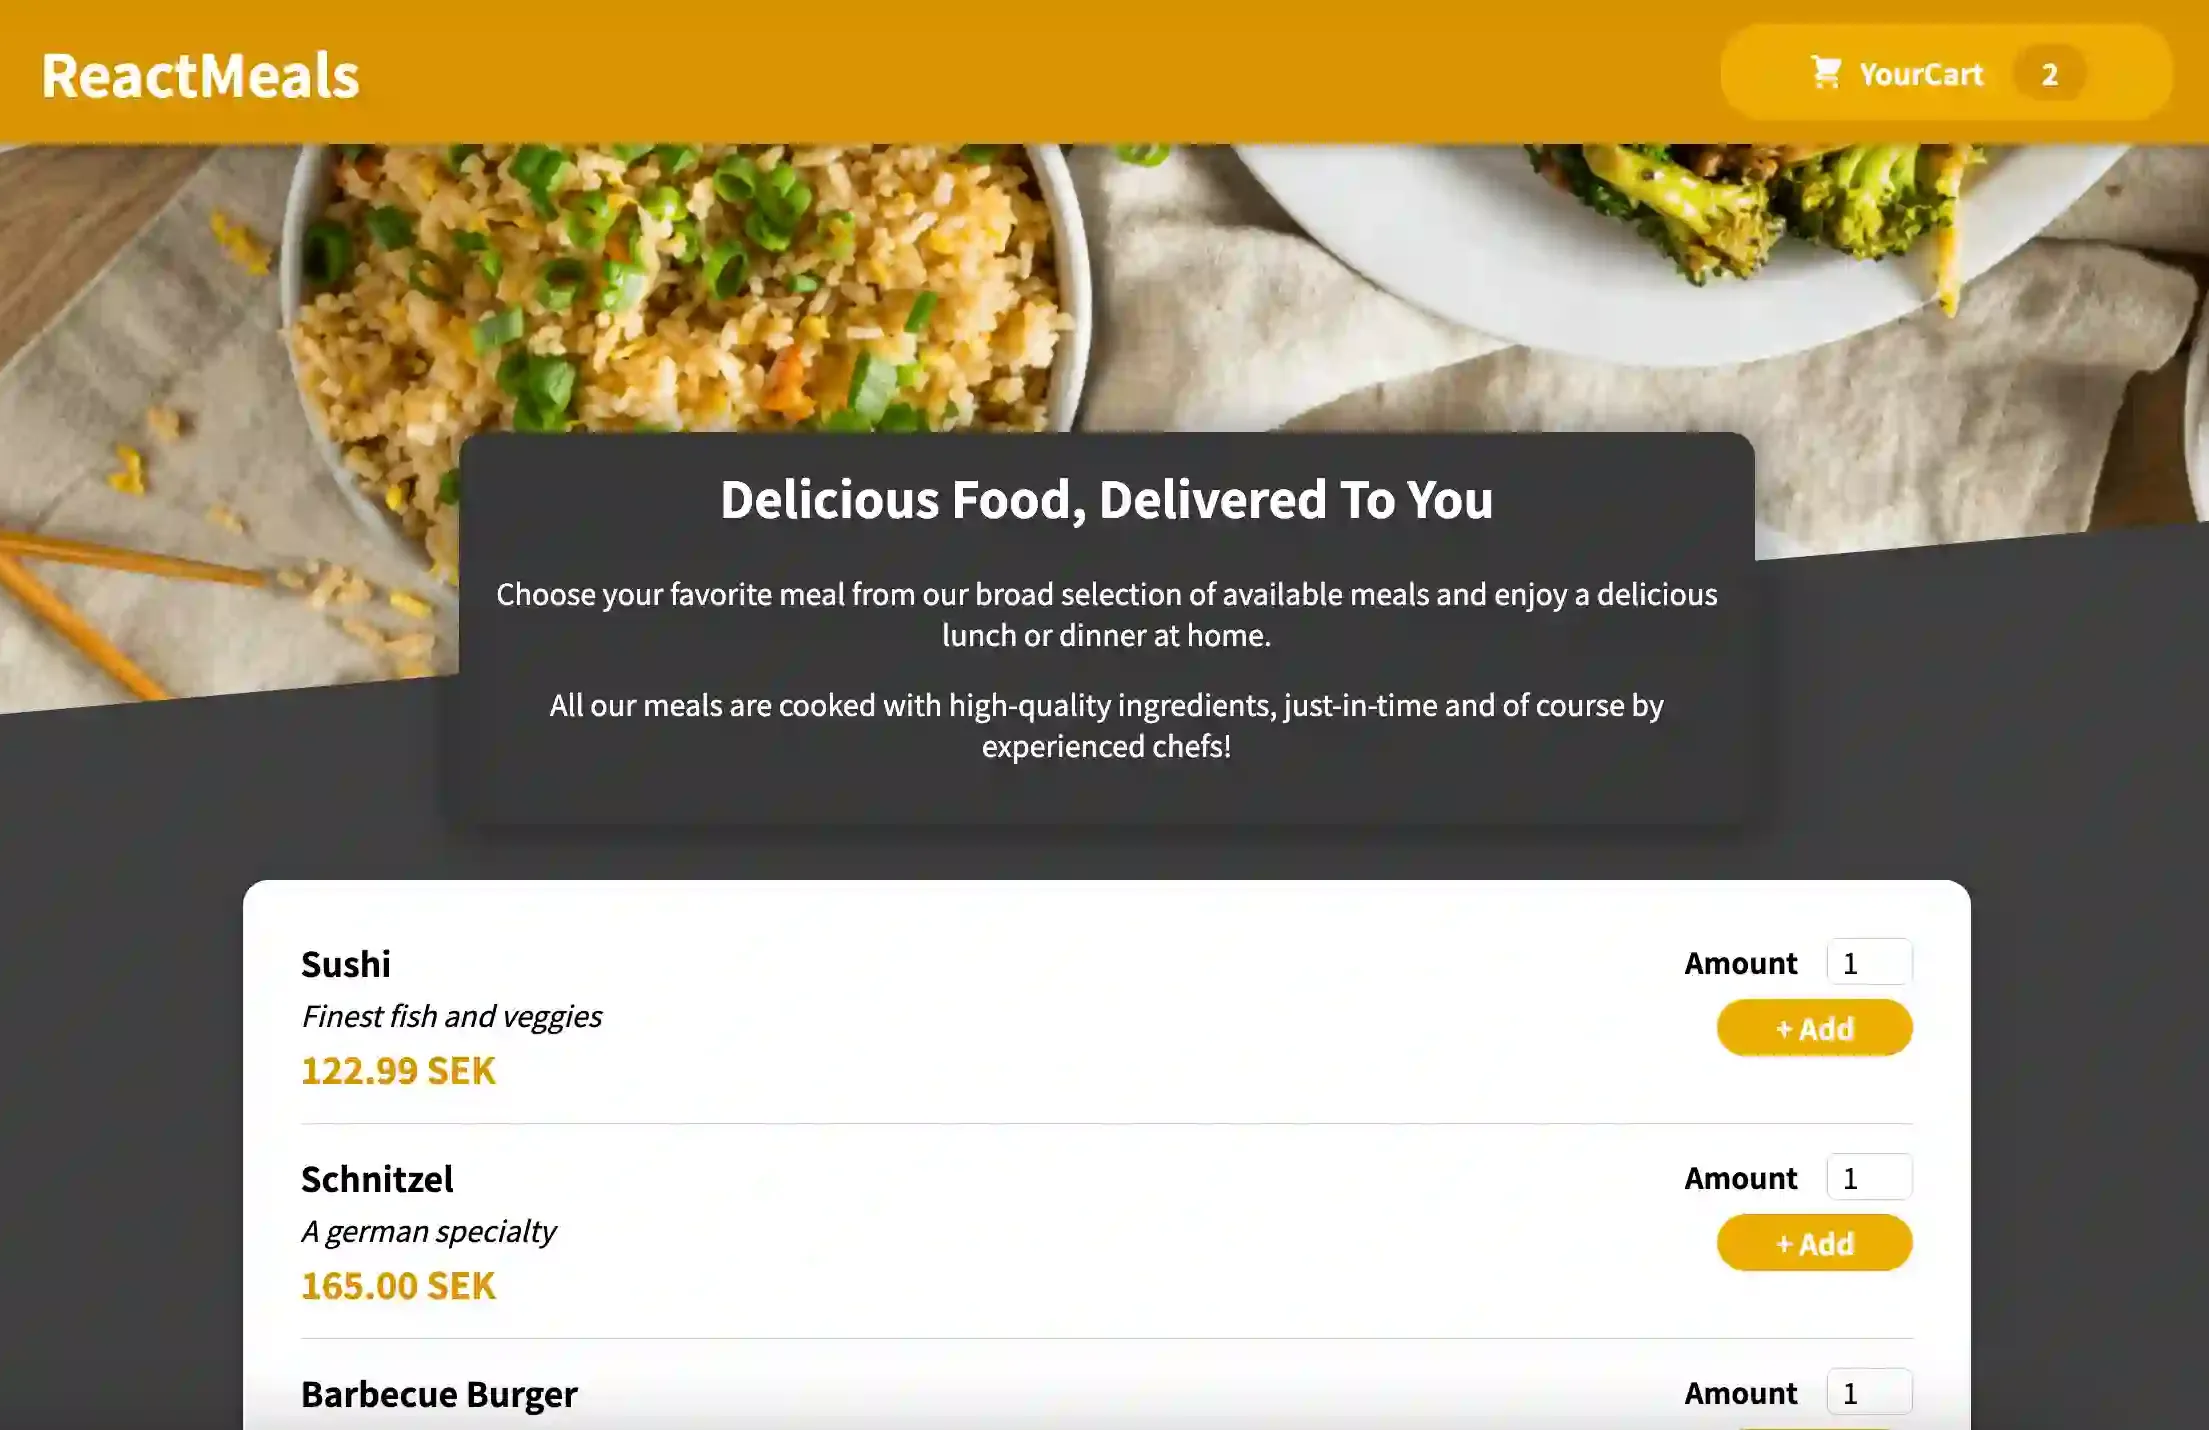 ReactMeals
YourCart 2
Delicious Food, Delivered To You
Choose your favorite meal from our broad selection of available meals and enjoy a delicious
lunch or dinner at home.
All our meals are cooked with high-quality ingredients, just-in-time and of course by
experienced chefs!
Sushi
Finest fish and veggies
122.99 SEK
Amount 1
+ Add
Schnitzel
A german specialty
165.00 SEK
Amount 1
+ Add
Barbecue Burger
Amount 1